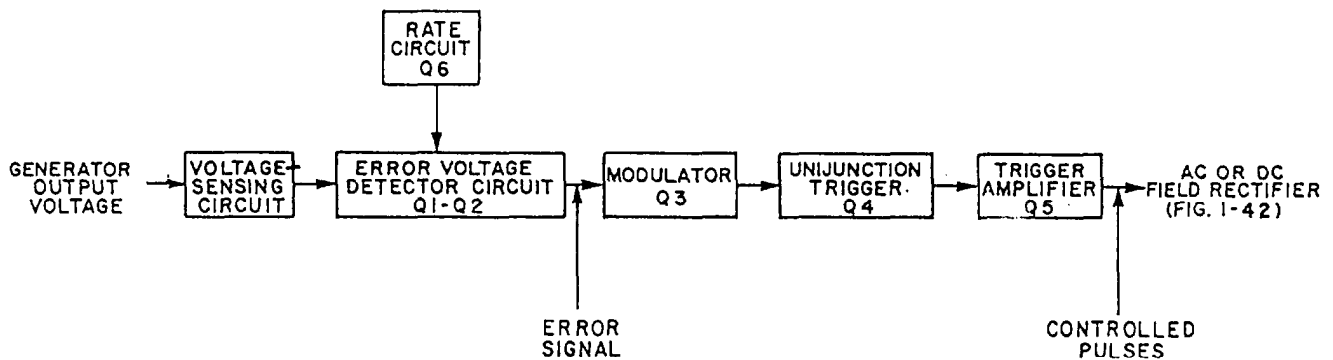 RATE
CIRCUIT
Q6
GENERATOR
OUTPUT
VOLTAGE
VOLTAGE-
SENSING
CIRCUIT
ERROR VOLTAGE
DETECTOR CIRCUIT
Q1-Q2
MODULATOR
Q3
UNIJUNCTION
TRIGGER.
Q4
TRIGGER
AMPLIFIER
Q5
AC OR DC
FIELD RECTIFIER
(FIG. 1-42)
ERROR
SIGNAL
CONTROLLED
PULSES